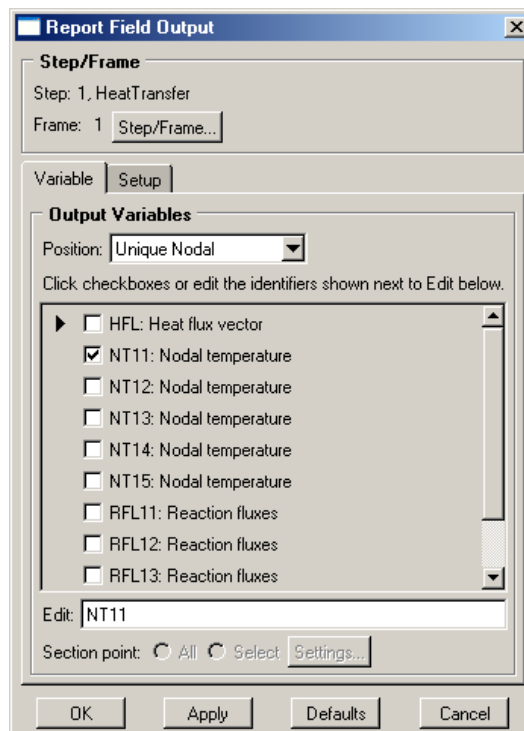 Report Field Output
Step/Frame
Step: 1, HeatTransfer
Frame: 1 Step/Frame...
Variable Setup
Output Variables
Position: Unique Nodal
Click checkboxes or edit the identifiers shown next to Edit below.
HFL: Heat flux vector
NT11: Nodal temperature
NT12: Nodal temperature
NT13: Nodal temperature
NT14: Nodal temperature
NT15: Nodal temperature
RFL11: Reaction fluxes
RFL12: Reaction fluxes
RFL13: Reaction fluxes
Edit: NT11
Section point: All Select Settings...
OK Apply Defaults Cancel